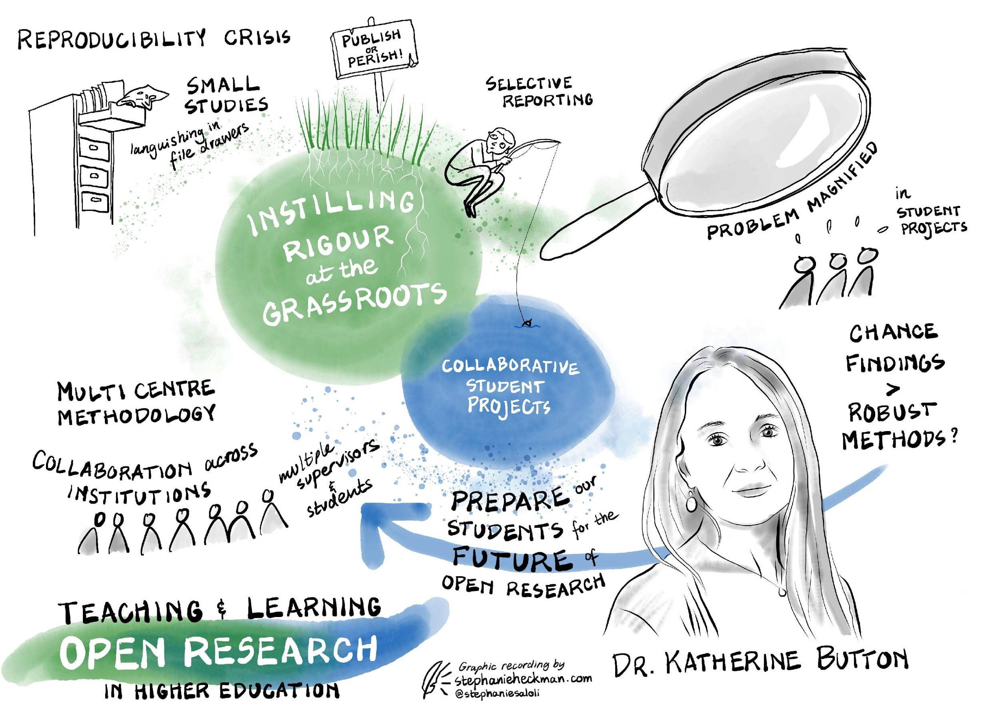 REPRODUCIBILITY CRISIS
PUBLISH
OR
PERISH!
SMALL
STUDIES
languishing in
file drawers
SELECTIVE
REPORTING
PROBLEM MAGNIFIED
in
STUDENT
PROJECTS
INSTILLING
RIGOUR
at the
GRASSROOTS
COLLABORATIVE
STUDENT
PROJECTS
CHANCE
FINDINGS
>
ROBUST
METHODS?
MULTI CENTRE
METHODOLOGY
COLLABORATION across
INSTITUTIONS
multiple
supervisors
&
students
PREPARE our
STUDENTS for the
FUTURE of
OPEN RESEARCH
TEACHING & LEARNING
OPEN RESEARCH
IN HIGHER EDUCATION
Graphic recording by
stephanieheckman.com
@stephaniesaloli
DR. KATHERINE BUTTON